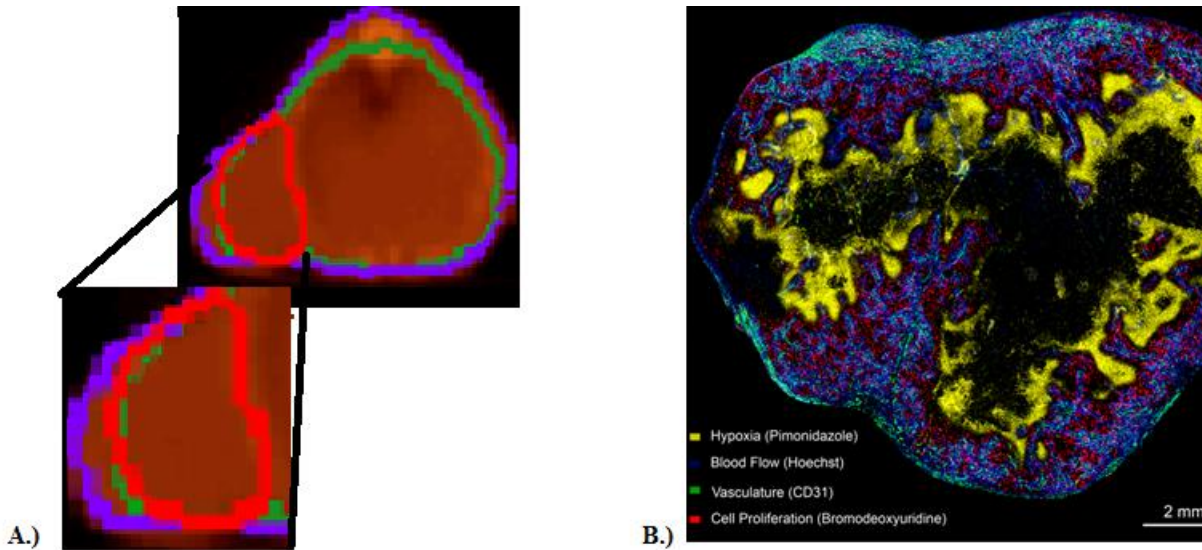 Hypoxia (Pimonidazole)
Blood Flow (Hoechst)
Vasculature (CD31)
Cell Proliferation (Bromodeoxyuridine)
2 mm
A.)
B.)